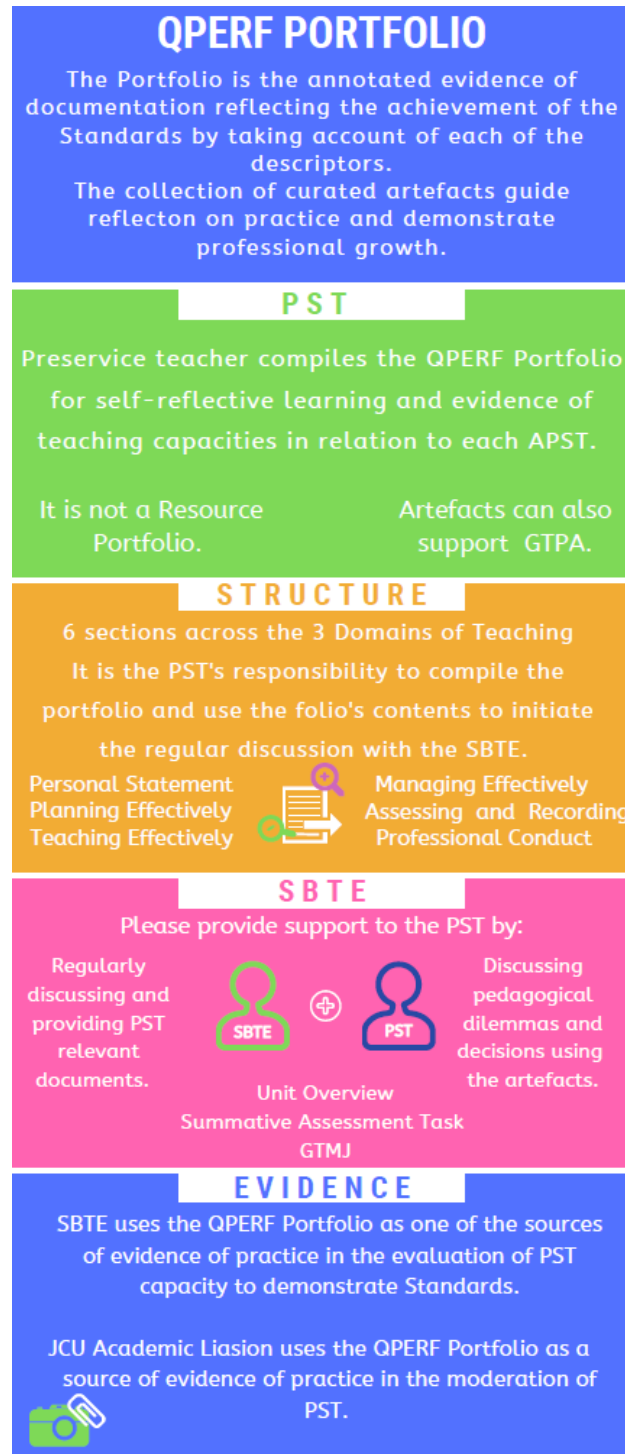 QPERF PORTFOLIO
The Portfolio is the annotated evidence of
documentation reflecting the achievement of the
Standards by taking account of each of the
descriptors.
The collection of curated artefacts guide
reflecton on practice and demonstrate
professional growth.
PST
Preservice teacher compiles the QPERF Portfolio
for self-reflective learning and evidence of
teaching capacities in relation to each APST.
It is not a Resource
Portfolio.
Artefacts can also
support GTPA.
STRUCTURE
6 sections across the 3 Domains of Teaching
It is the PST's responsibility to compile the
portfolio and use the folio's contents to initiate
the regular discussion with the SBTE.
Personal Statement
Planning Effectively
Teaching Effectively
Managing Effectively
Assessing and Recording
Professional Conduct
SBTE
Please provide support to the PST by:
Regularly
discussing and
providing PST
relevant
documents.
SBTE
PST
Discussing
pedagogical
dilemmas and
decisions using
the artefacts.
Unit Overview
Summative Assessment Task
GTMJ
EVIDENCE
SBTE uses the QPERF Portfolio as one of the sources
of evidence of practice in the evaluation of PST
capacity to demonstrate Standards.
JCU Academic Liasion uses the QPERF Portfolio as a
source of evidence of practice in the moderation of
PST.